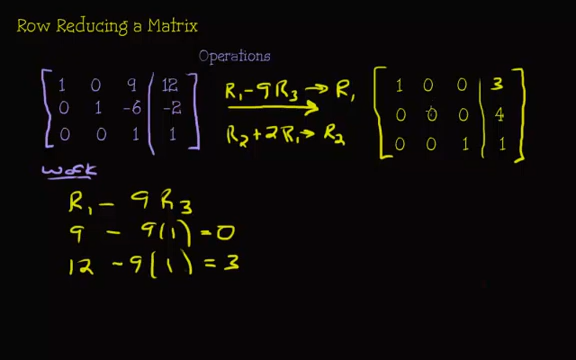 Row Reducing a Matrix
Operations
1 0 9 | 12
0 1 -6 | -2
0 0 1 | 1
R₁ - 9R₃ → R₁
R₂ + 2R₁ → R₂
1 0 0 | 3
0 0 0 | 4
0 0 1 | 1
Work
R₁ - 9R₃
9 - 9(1) = 0
12 - 9(1) = 3